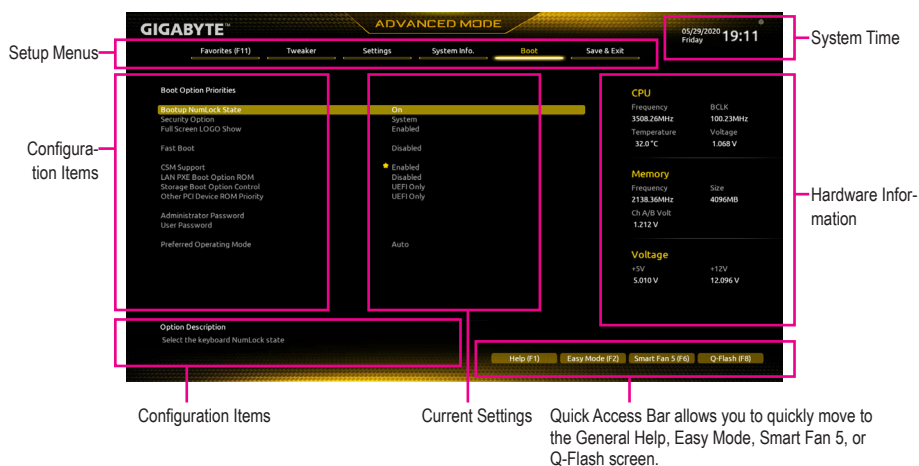 GIGABYTE™
ADVANCED MODE
05/29/2020
Friday
19:11
System Time
Setup Menus
Favorites (F11) Tweaker Settings System Info. Boot Save & Exit
Configura-
tion Items
Boot Option Priorities
Bootup NumLock State On
Security Option System
Full Screen LOGO Show Enabled
Fast Boot Disabled
CSM Support Enabled
LAN PXE Boot Option ROM Disabled
Storage Boot Option Control UEFI Only
Other PCI Device ROM Priority UEFI Only
Administrator Password
User Password
Preferred Operating Mode Auto
CPU
Frequency BCLK
3508.26MHz 100.23MHz
Temperature Voltage
32.0 °C 1.068 V
Memory
Frequency Size
2138.36MHz 4096MB
Ch A/B Volt
1.212 V
Voltage
+5V +12V
5.010 V 12.096 V
Hardware Infor-
mation
Option Description
Select the keyboard NumLock state
Help (F1) Easy Mode (F2) Smart Fan 5 (F6) Q-Flash (F8)
Configuration Items
Current Settings
Quick Access Bar allows you to quickly move to
the General Help, Easy Mode, Smart Fan 5, or
Q-Flash screen.